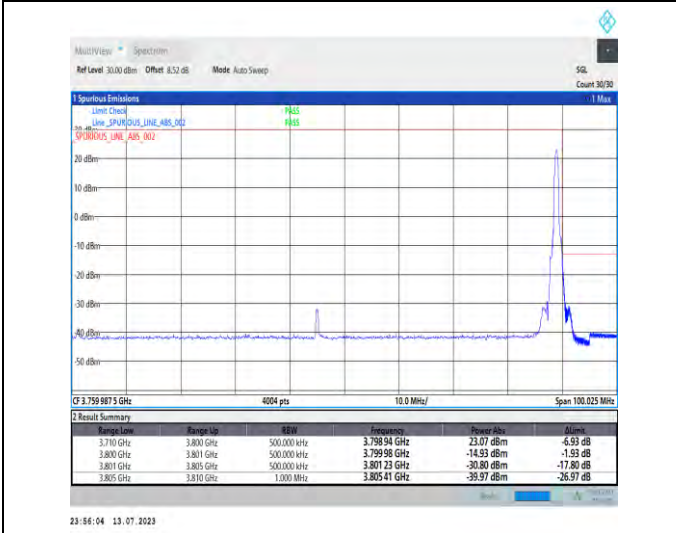 MultiView Spectrum
Ref Level 30.00 dBm Offset 8.52 dB Mode Auto Sweep SGL
Count 30/30
1 Spurious Emissions 1 Max
Limit Check PASS
Line _SPURIOUS_LINE_ABS_002 PASS
_SPURIOUS_LINE_ABS_002
20 dBm
10 dBm
0 dBm
-10 dBm
-20 dBm
-30 dBm
-40 dBm
-50 dBm
CF 3.759 987 5 GHz 4004 pts 10.0 MHz/ Span 100.025 MHz
2 Result Summary
Range Low Range Up RBW Frequency Power Abs ΔLimit
3.710 GHz 3.800 GHz 500.000 kHz 3.798 94 GHz 23.07 dBm -6.93 dB
3.800 GHz 3.801 GHz 500.000 kHz 3.799 98 GHz -14.93 dBm -1.93 dB
3.801 GHz 3.805 GHz 500.000 kHz 3.801 23 GHz -30.80 dBm -17.80 dB
3.805 GHz 3.810 GHz 1.000 MHz 3.805 41 GHz -39.97 dBm -26.97 dB
23:56:04 13.07.2023